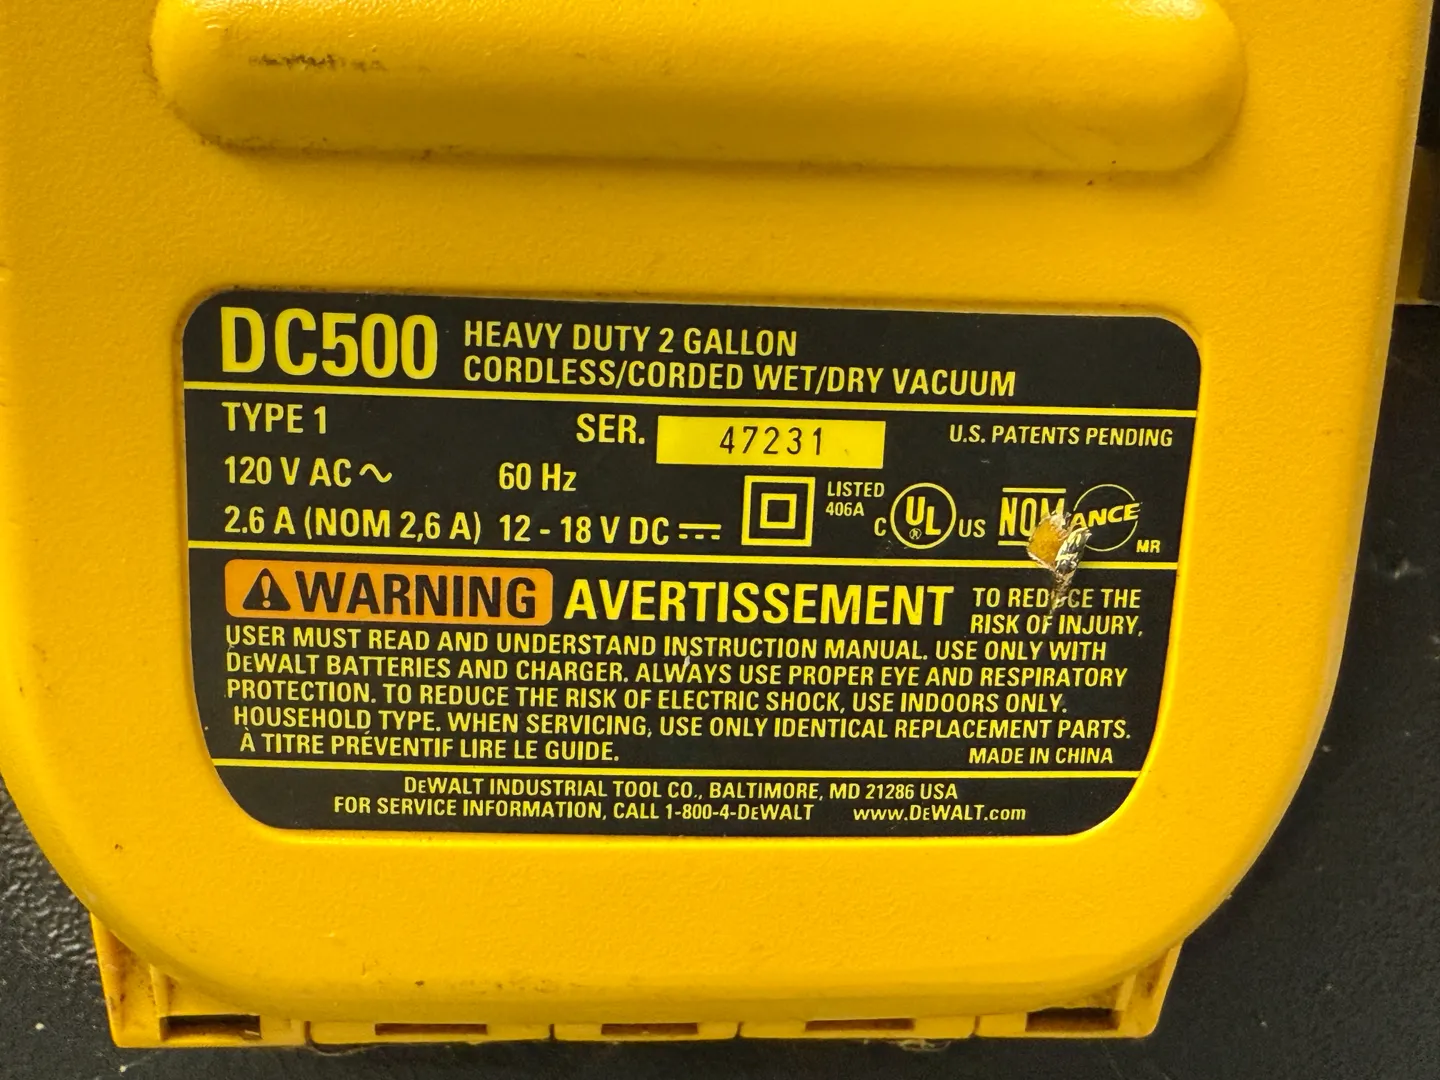 DC500
HEAVY DUTY 2 GALLON
CORDLESS/CORDED WET/DRY VACUUM
TYPE 1
SER. 47231
U.S. PATENTS PENDING
120 V AC ~
60 Hz
2.6 A (NOM 2,6 A) 12 - 18 V DC
LISTED
406A
C UL® US
NOM ANCE
MR
WARNING AVERTISSEMENT TO REDUCE THE
RISK OF INJURY,
USER MUST READ AND UNDERSTAND INSTRUCTION MANUAL. USE ONLY WITH
DEWALT BATTERIES AND CHARGER. ALWAYS USE PROPER EYE AND RESPIRATORY
PROTECTION. TO REDUCE THE RISK OF ELECTRIC SHOCK, USE INDOORS ONLY.
HOUSEHOLD TYPE. WHEN SERVICING, USE ONLY IDENTICAL REPLACEMENT PARTS.
À TITRE PRÉVENTIF LIRE LE GUIDE.
MADE IN CHINA
DEWALT INDUSTRIAL TOOL CO., BALTIMORE, MD 21286 USA
FOR SERVICE INFORMATION, CALL 1-800-4-DEWALT www.DEWALT.com